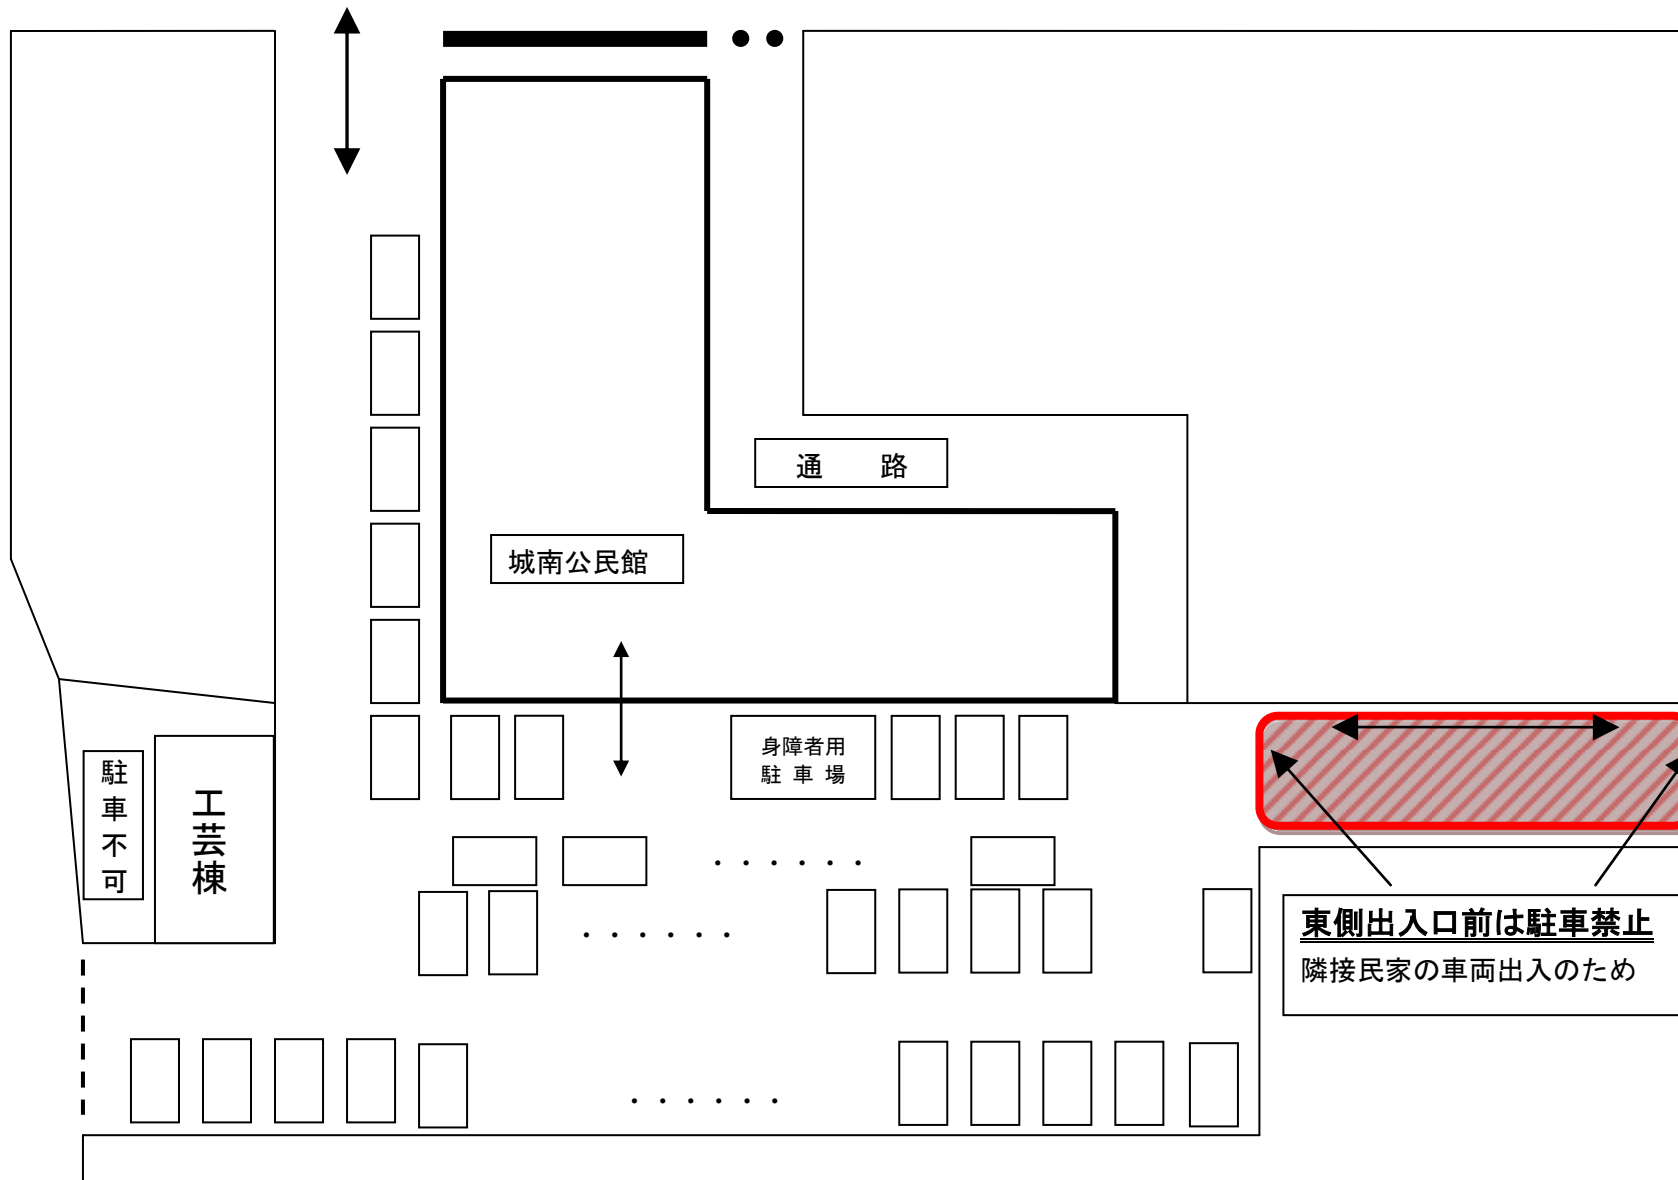 通　　路
城南公民館
身障者用
駐 車 場
駐車不可
工芸棟
東側出入口前は駐車禁止
隣接民家の車両出入のため